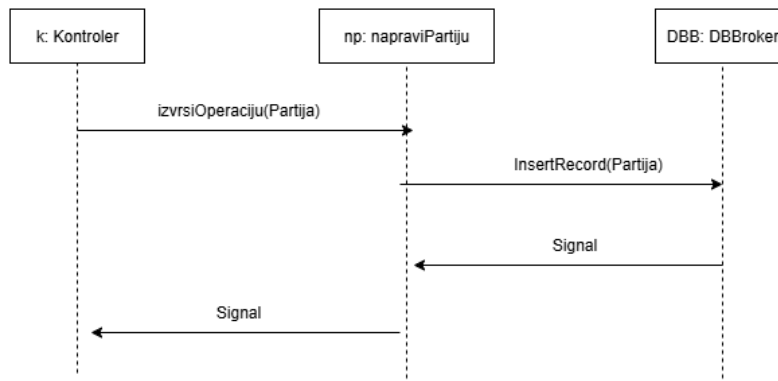 k: Kontroler
np: napraviPartiju
DBB: DBBroker
izvrsiOperaciju(Partija)
InsertRecord(Partija)
Signal
Signal